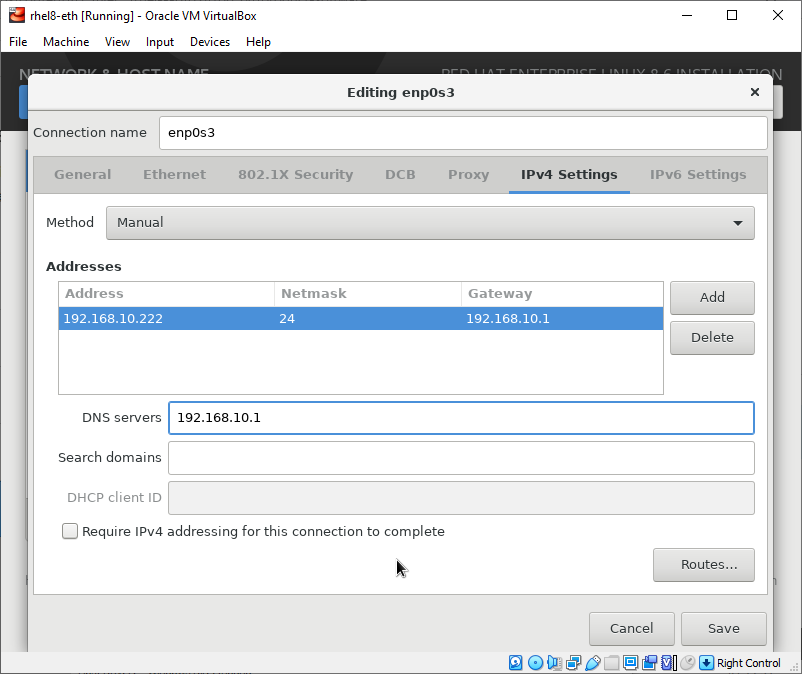 rhel8-eth [Running] - Oracle VM VirtualBox
File Machine View Input Devices Help
NETWORK & HOST NAME RED HAT ENTERPRISE LINUX 8.6 INSTALLATION
Editing enp0s3
Connection name enp0s3
General Ethernet 802.1X Security DCB Proxy IPv4 Settings IPv6 Settings
Method Manual
Addresses
Address Netmask Gateway
192.168.10.222 24 192.168.10.1
Add
Delete
DNS servers 192.168.10.1
Search domains
DHCP client ID
Require IPv4 addressing for this connection to complete
Routes...
Cancel Save
Right Control